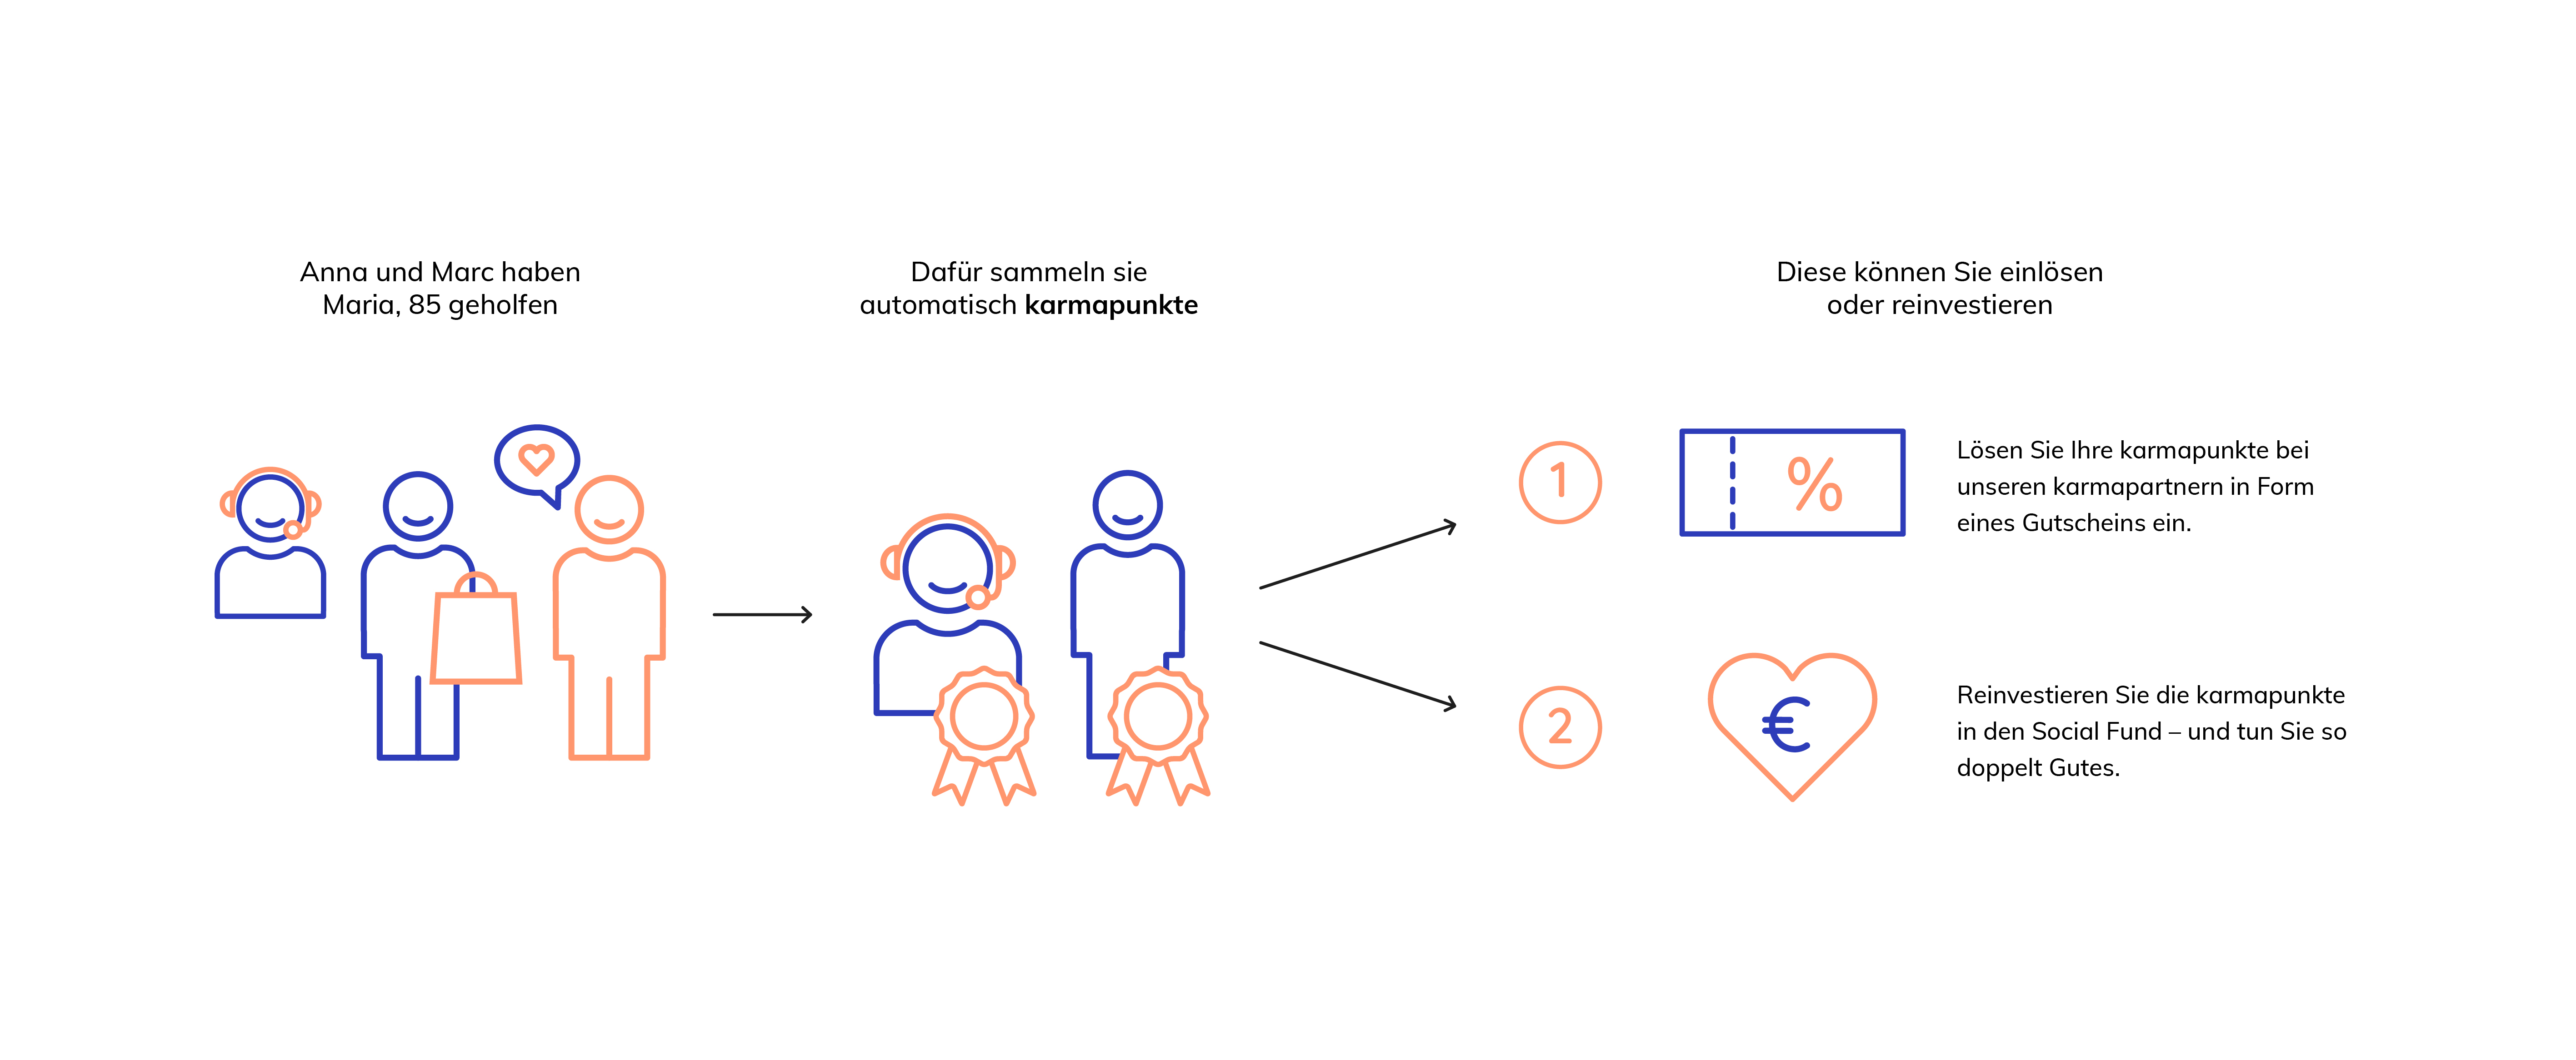 Anna und Marc haben
Maria, 85 geholfen
Dafür sammeln sie
automatisch karmapunkte
Diese können Sie einlösen
oder reinvestieren
1
%
Lösen Sie Ihre karmapunkte bei
unseren karmapartnern in Form
eines Gutscheins ein.
2
€
Reinvestieren Sie die karmapunkte
in den Social Fund – und tun Sie so
doppelt Gutes.